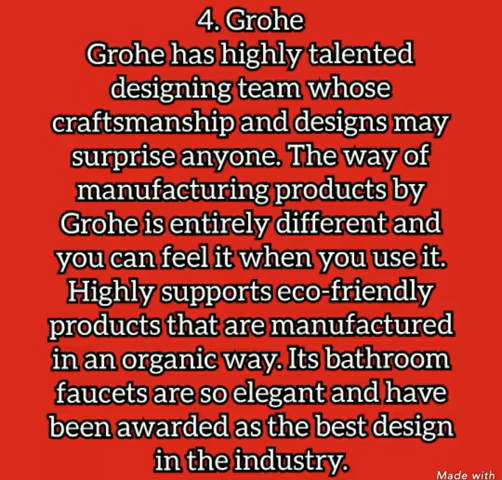 4. Grohe
Grohe has highly talented
designing team whose
craftsmanship and designs may
surprise anyone. The way of
manufacturing products by
Grohe is entirely different and
you can feel it when you use it.
Highly supports eco-friendly
products that are manufactured
in an organic way. Its bathroom
faucets are so elegant and have
been awarded as the best design
in the industry.
Made with